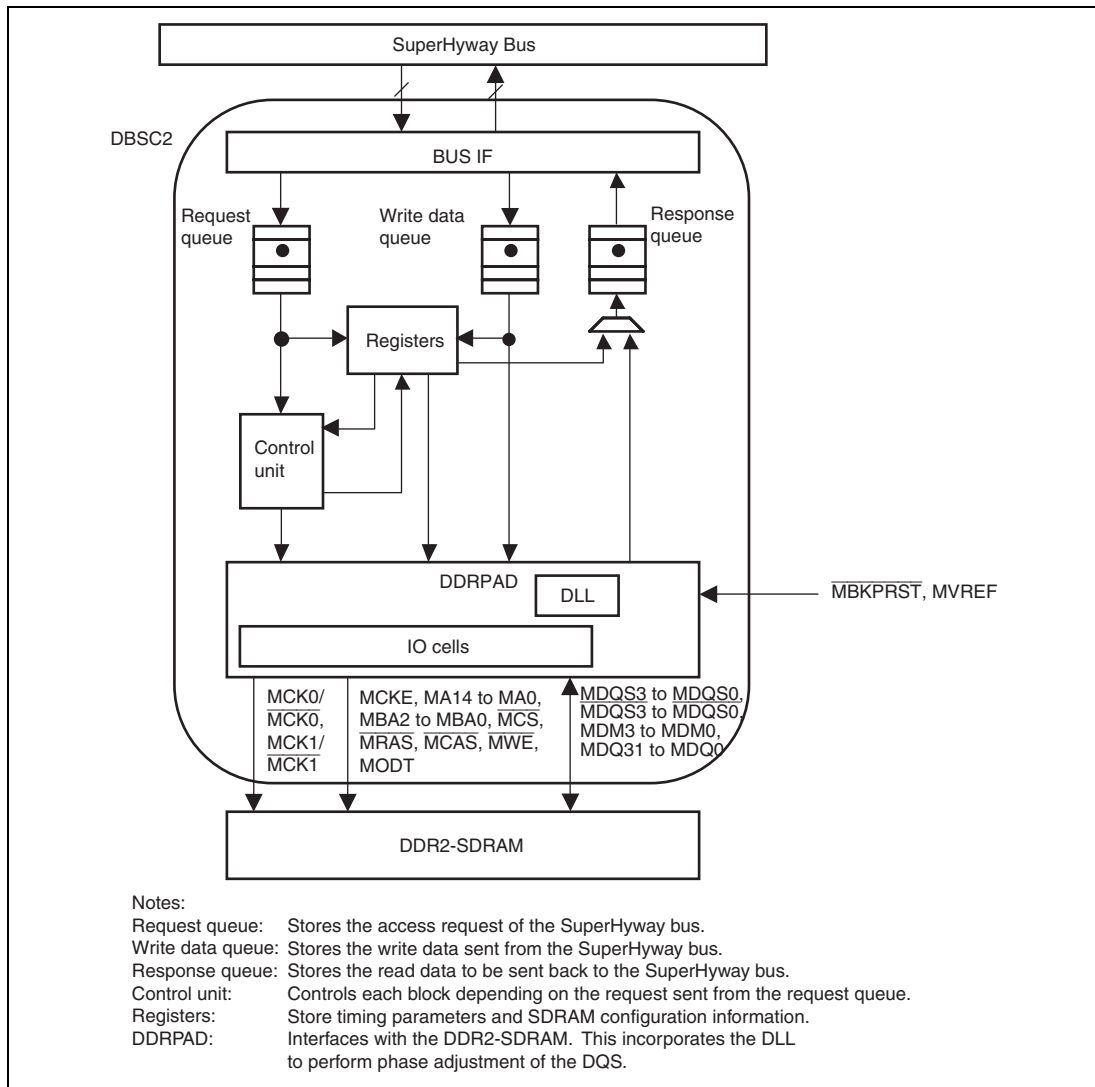 SuperHyway Bus
DBSC2
BUS IF
Request
queue
Write data
queue
Response
queue
Registers
Control
unit
DDRPAD
DLL
MBKPRST, MVREF
IO cells
MCK0/
MCK0,
MCK1/
MCK1
MCKE, MA14 to MA0,
MBA2 to MBA0, MCS,
MRAS, MCAS, MWE,
MODT
MDQS3 to MDQS0,
MDQS3 to MDQS0,
MDM3 to MDM0,
MDQ31 to MDQ0
DDR2-SDRAM
Notes:
Request queue: Stores the access request of the SuperHyway bus.
Write data queue: Stores the write data sent from the SuperHyway bus.
Response queue: Stores the read data to be sent back to the SuperHyway bus.
Control unit: Controls each block depending on the request sent from the request queue.
Registers: Store timing parameters and SDRAM configuration information.
DDRPAD: Interfaces with the DDR2-SDRAM. This incorporates the DLL
to perform phase adjustment of the DQS.